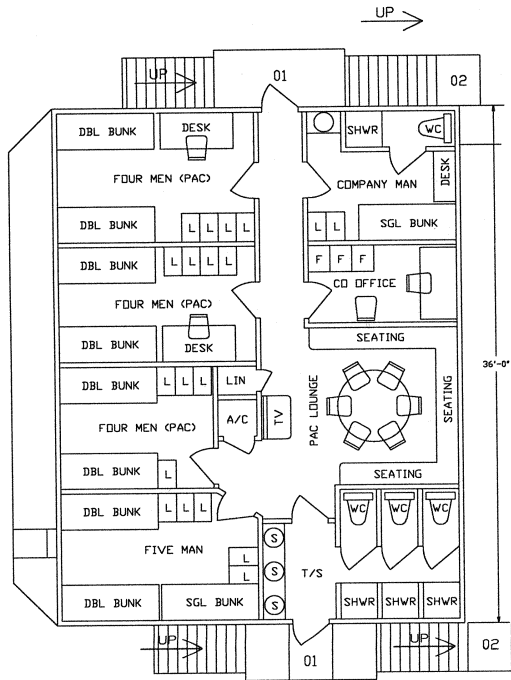 UP
UP
01
02
DBL BUNK
DESK
SHWR
WC
FOUR MEN (PAC)
COMPANY MAN
DESK
DBL BUNK
L L L L
L L
SGL BUNK
DBL BUNK
L L L L
F F F
CO OFFICE
FOUR MEN (PAC)
SEATING
DBL BUNK
DESK
36'-0"
DBL BUNK
L L L
LIN
A/C
TV
PAC LOUNGE
SEATING
FOUR MEN (PAC)
DBL BUNK
L
SEATING
DBL BUNK
L L L
WC
WC
WC
S
FIVE MAN
L
L
S
T/S
DBL BUNK
SGL BUNK
S
SHWR
SHWR
SHWR
UP
01
UP
02